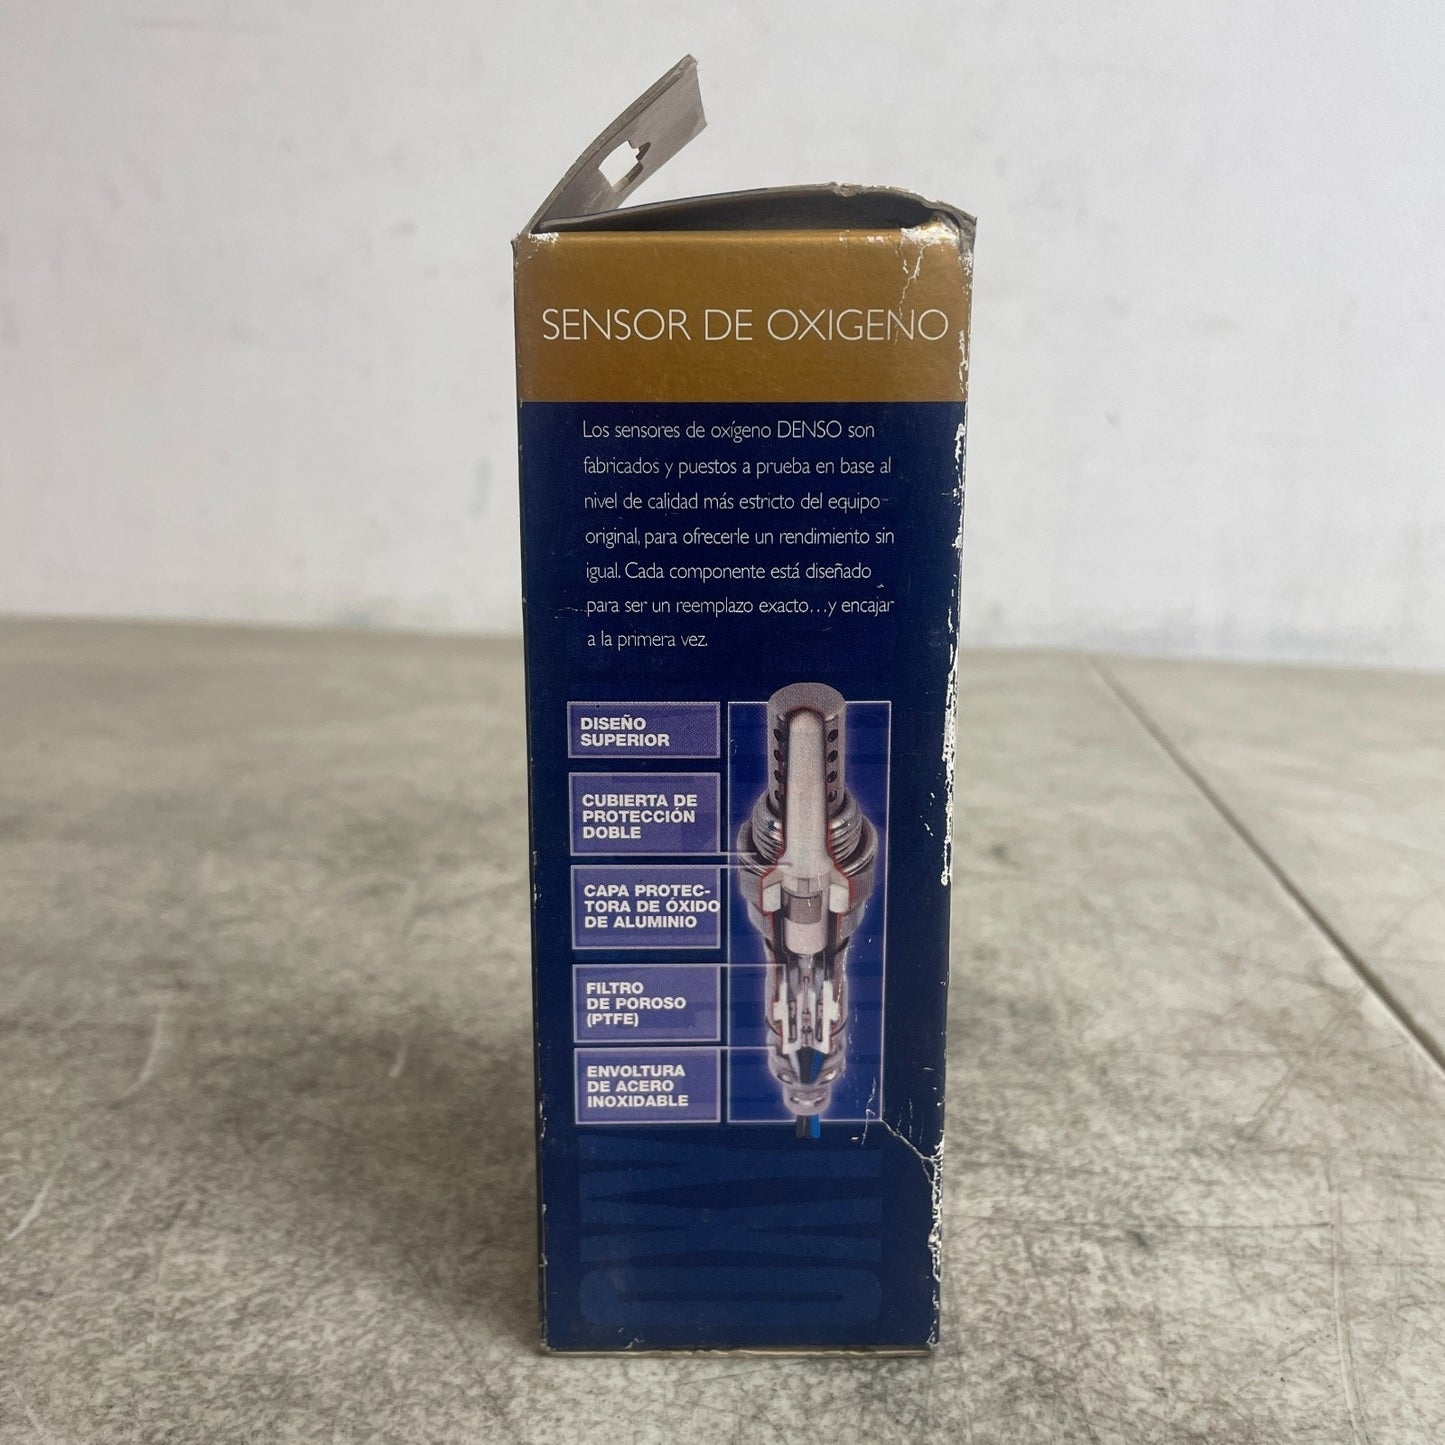 SENSOR DE OXIGENO
Los sensores de oxígeno DENSO son
fabricados y puestos a prueba en base al
nivel de calidad más estricto del equipo
original, para ofrecerle un rendimiento sin
igual. Cada componente está diseñado
para ser un reemplazo exacto...y encajar
a la primera vez.
DISEÑO
SUPERIOR
CUBIERTA DE
PROTECCIÓN
DOBLE
CAPA PROTEC-
TORA DE ÓXIDO
DE ALUMINIO
FILTRO
DE POROSO
(PTFE)
ENVOLTURA
DE ACERO
INOXIDABLE